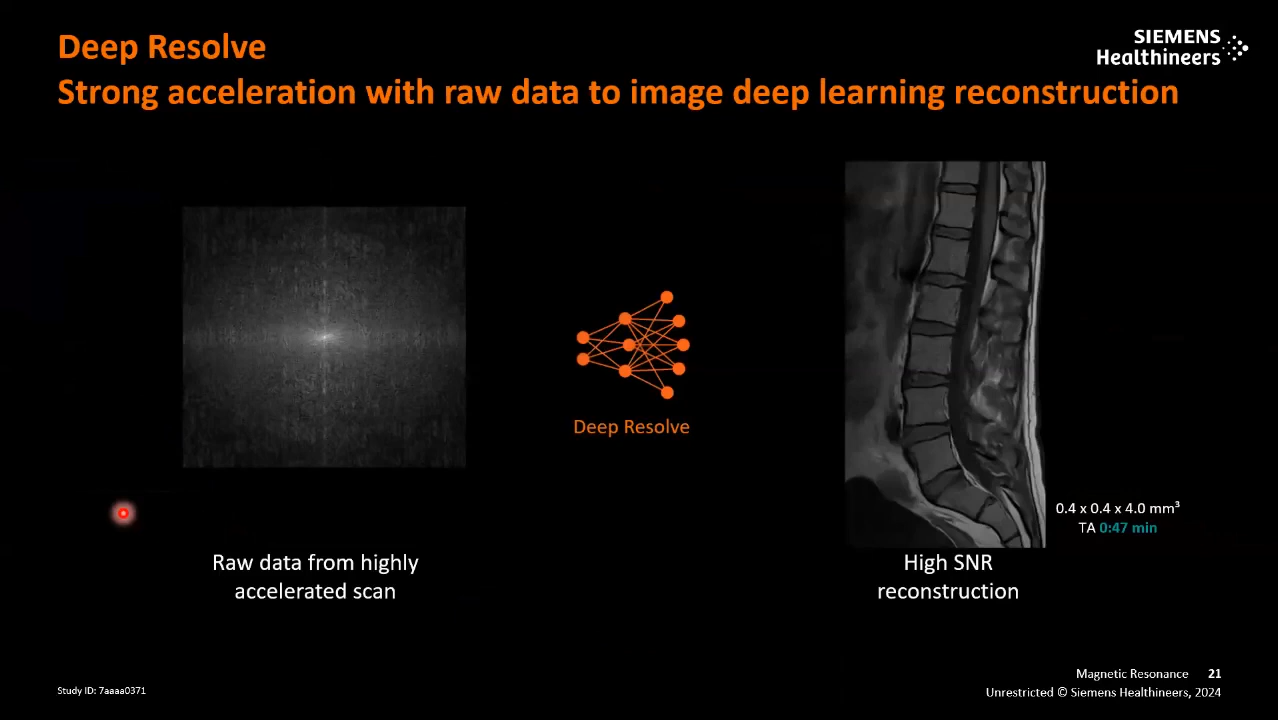 Deep Resolve
Strong acceleration with raw data to image deep learning reconstruction
SIEMENS
Healthineers
Deep Resolve
0.4 x 0.4 x 4.0 mm³
TA 0:47 min
Raw data from highly
accelerated scan
High SNR
reconstruction
Study ID: 7aaaa0371
Magnetic Resonance 21
Unrestricted © Siemens Healthineers, 2024